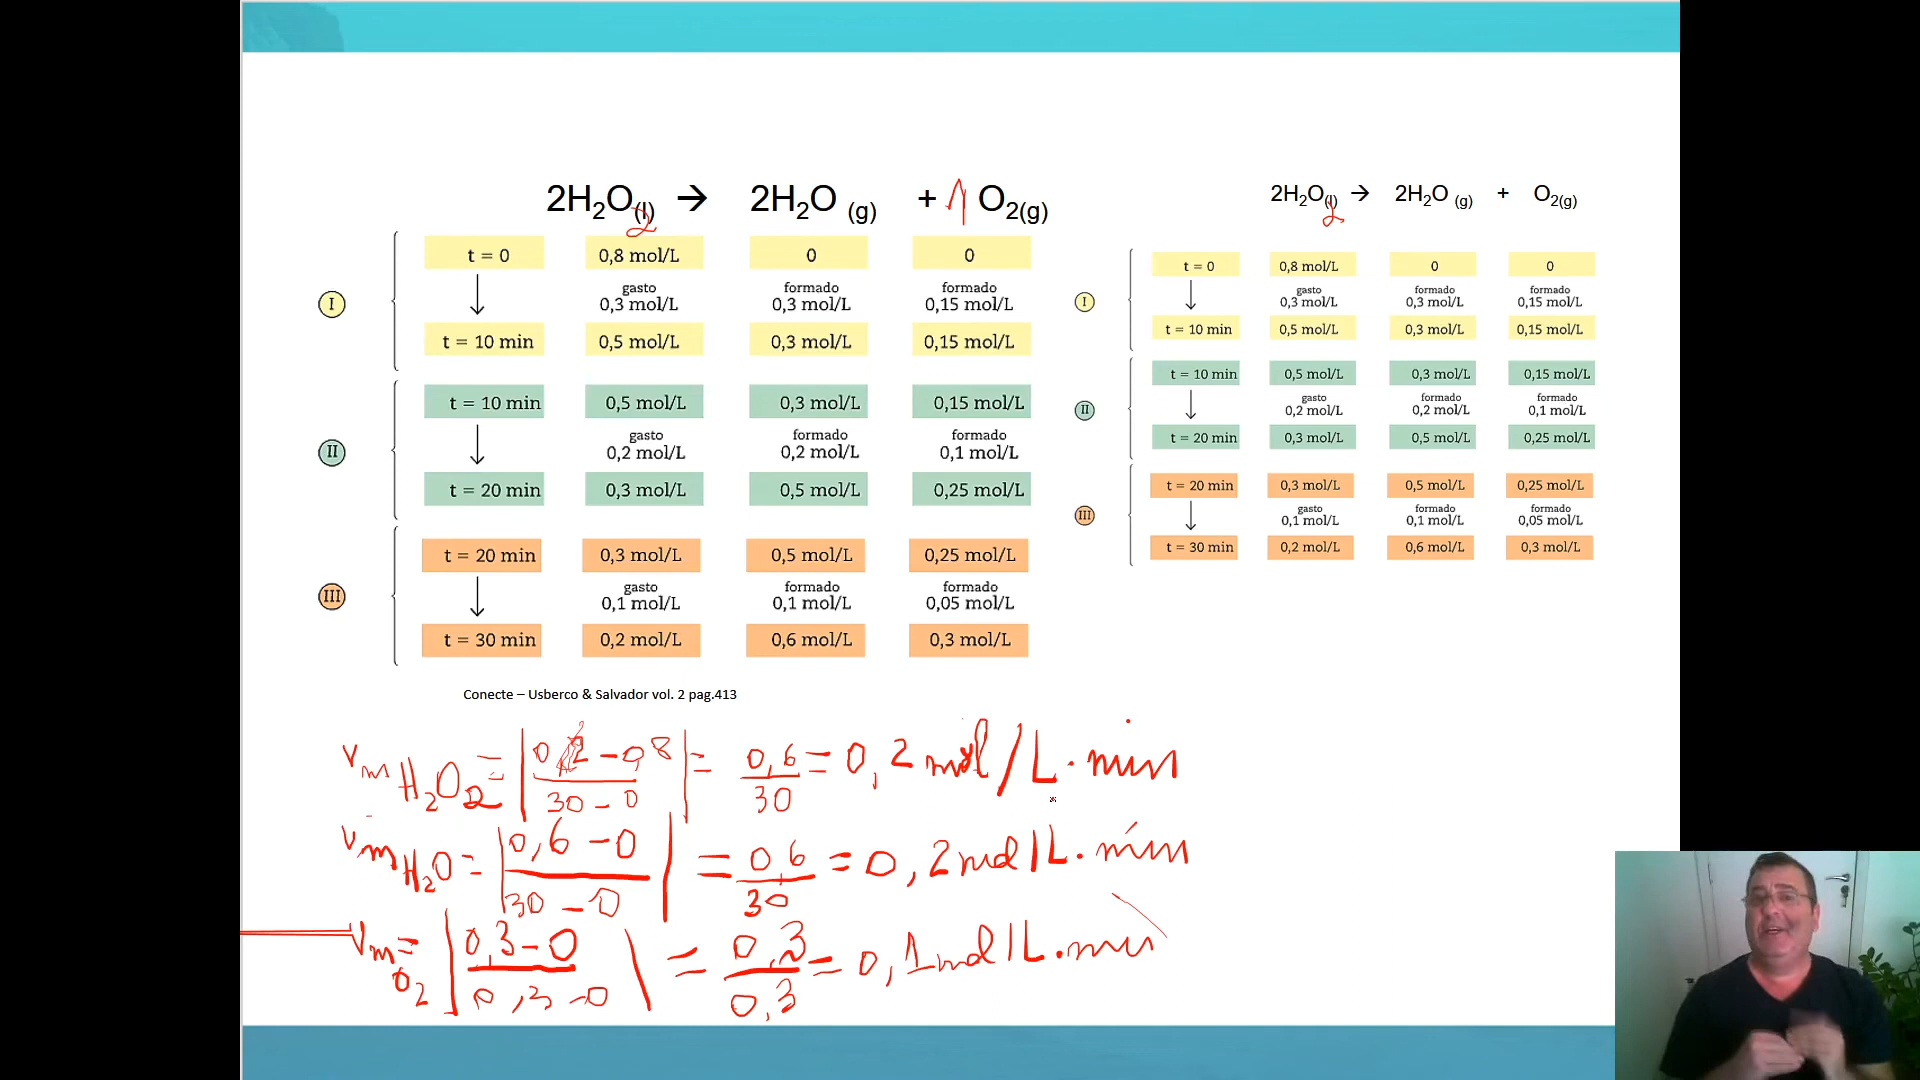 2H₂O(l) → 2H₂O (g) + 1 O₂(g)
2
t = 0 0,8 mol/L 0 0
I gasto 0,3 mol/L formado 0,3 mol/L formado 0,15 mol/L
t = 10 min 0,5 mol/L 0,3 mol/L 0,15 mol/L
t = 10 min 0,5 mol/L 0,3 mol/L 0,15 mol/L
II gasto 0,2 mol/L formado 0,2 mol/L formado 0,1 mol/L
t = 20 min 0,3 mol/L 0,5 mol/L 0,25 mol/L
t = 20 min 0,3 mol/L 0,5 mol/L 0,25 mol/L
III gasto 0,1 mol/L formado 0,1 mol/L formado 0,05 mol/L
t = 30 min 0,2 mol/L 0,6 mol/L 0,3 mol/L
Conecte – Usberco & Salvador vol. 2 pag.413
2H₂O(l) → 2H₂O (g) + O₂(g)
2
t = 0 0,8 mol/L 0 0
I gasto 0,3 mol/L formado 0,3 mol/L formado 0,15 mol/L
t = 10 min 0,5 mol/L 0,3 mol/L 0,15 mol/L
t = 10 min 0,5 mol/L 0,3 mol/L 0,15 mol/L
II gasto 0,2 mol/L formado 0,2 mol/L formado 0,1 mol/L
t = 20 min 0,3 mol/L 0,5 mol/L 0,25 mol/L
t = 20 min 0,3 mol/L 0,5 mol/L 0,25 mol/L
III gasto 0,1 mol/L formado 0,1 mol/L formado 0,05 mol/L
t = 30 min 0,2 mol/L 0,6 mol/L 0,3 mol/L
Vm H₂O₂ = |0,2 - 0,8 / 30 - 0| = 0,6 / 30 = 0,2 mol/L.min
Vm H₂O = |0,6 - 0 / 30 - 0| = 0,6 / 30 = 0,2 mol/L.min
Vm O₂ = |0,3 - 0 / 0,3 - 0| = 0,3 / 0,3 = 0,1 mol/L.min